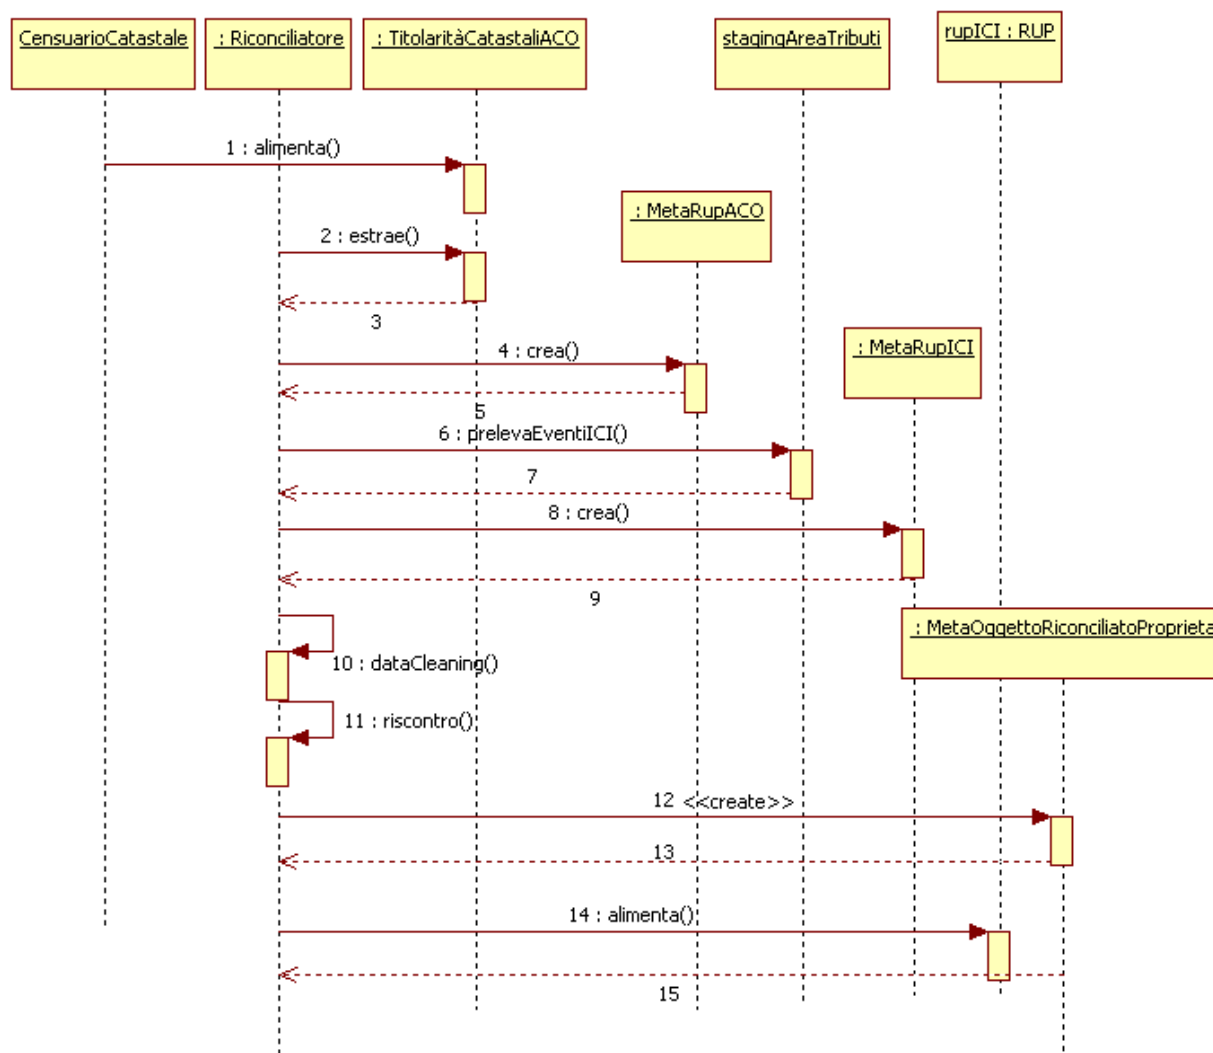 CensuarioCatastale
: Riconciliatore
: TitolaritàCatastaliACO
stagingAreaTributi
rupICI : RUP
1 : alimenta()
: MetaRupACO
2 : estrae()
3
: MetaRupICI
4 : crea()
5
6 : prelevaEventiICI()
7
8 : crea()
9
: MetaOggettoRiconciliatoProprieta
10 : dataCleaning()
11 : riscontro()
12 <<create>>
13
14 : alimenta()
15